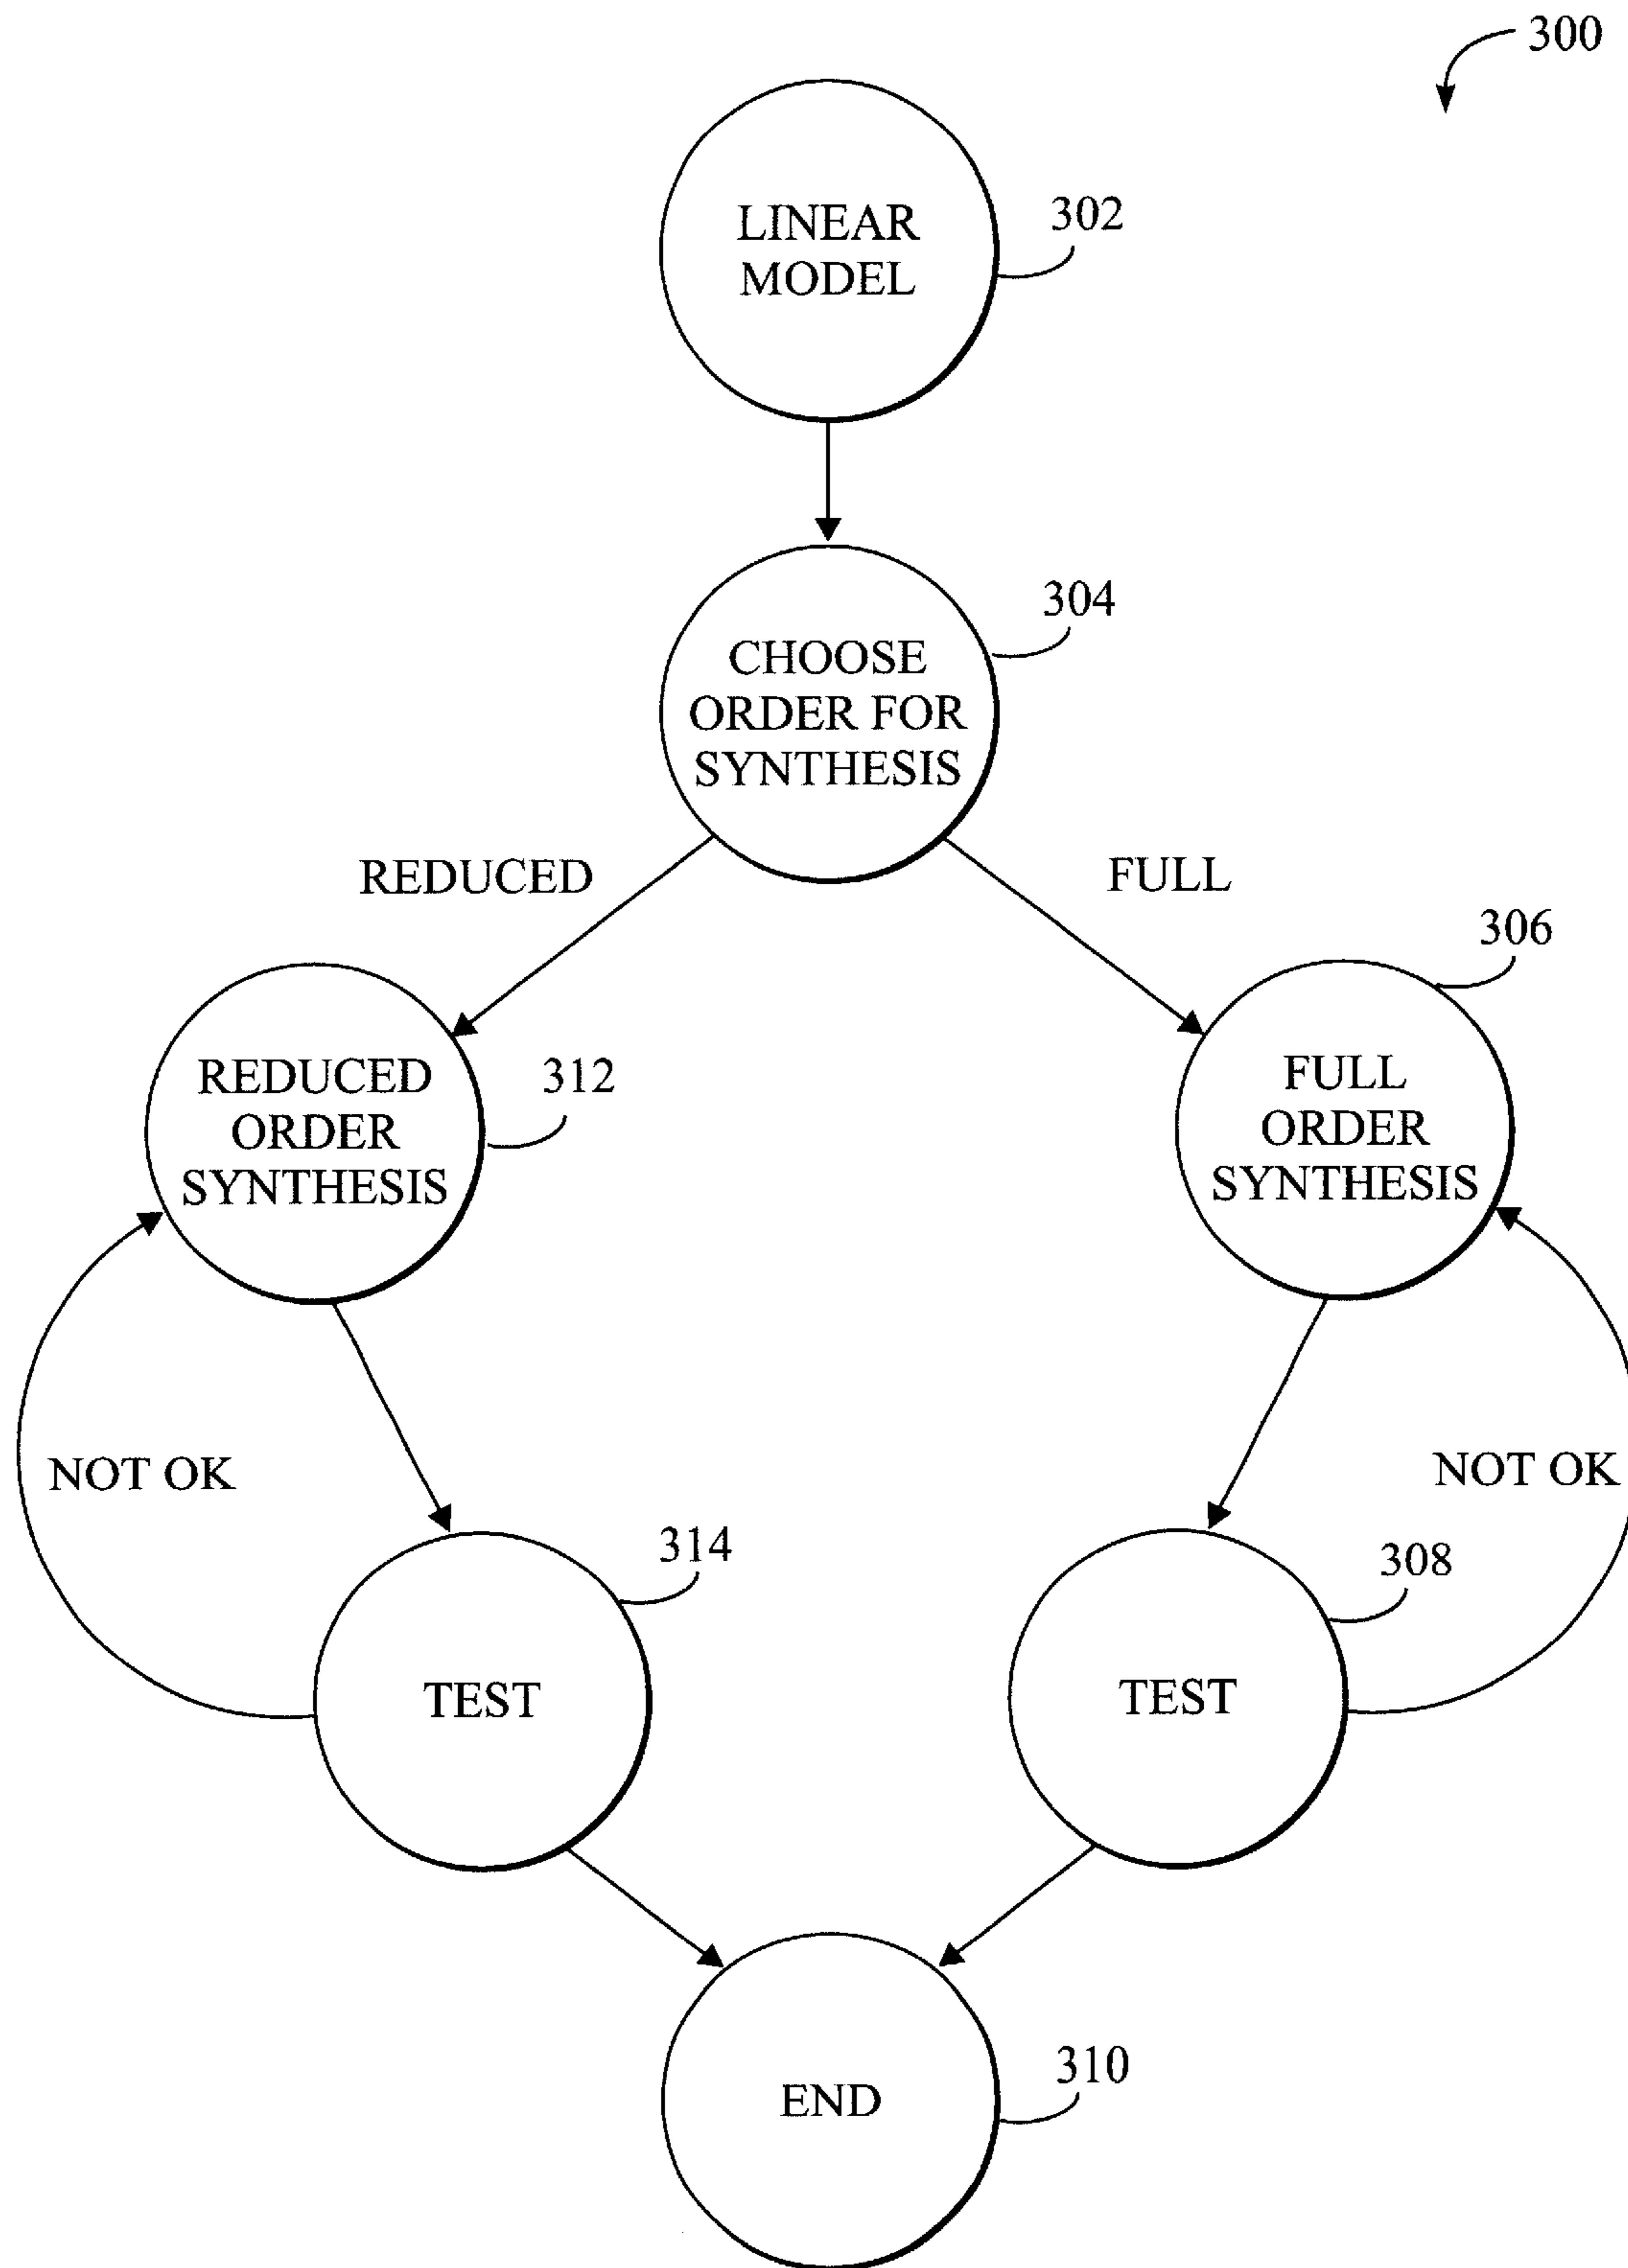 300
LINEAR
MODEL
302
CHOOSE
ORDER FOR
SYNTHESIS
304
REDUCED
FULL
306
REDUCED
ORDER
SYNTHESIS
312
FULL
ORDER
SYNTHESIS
NOT OK
NOT OK
314
308
TEST
TEST
END
310